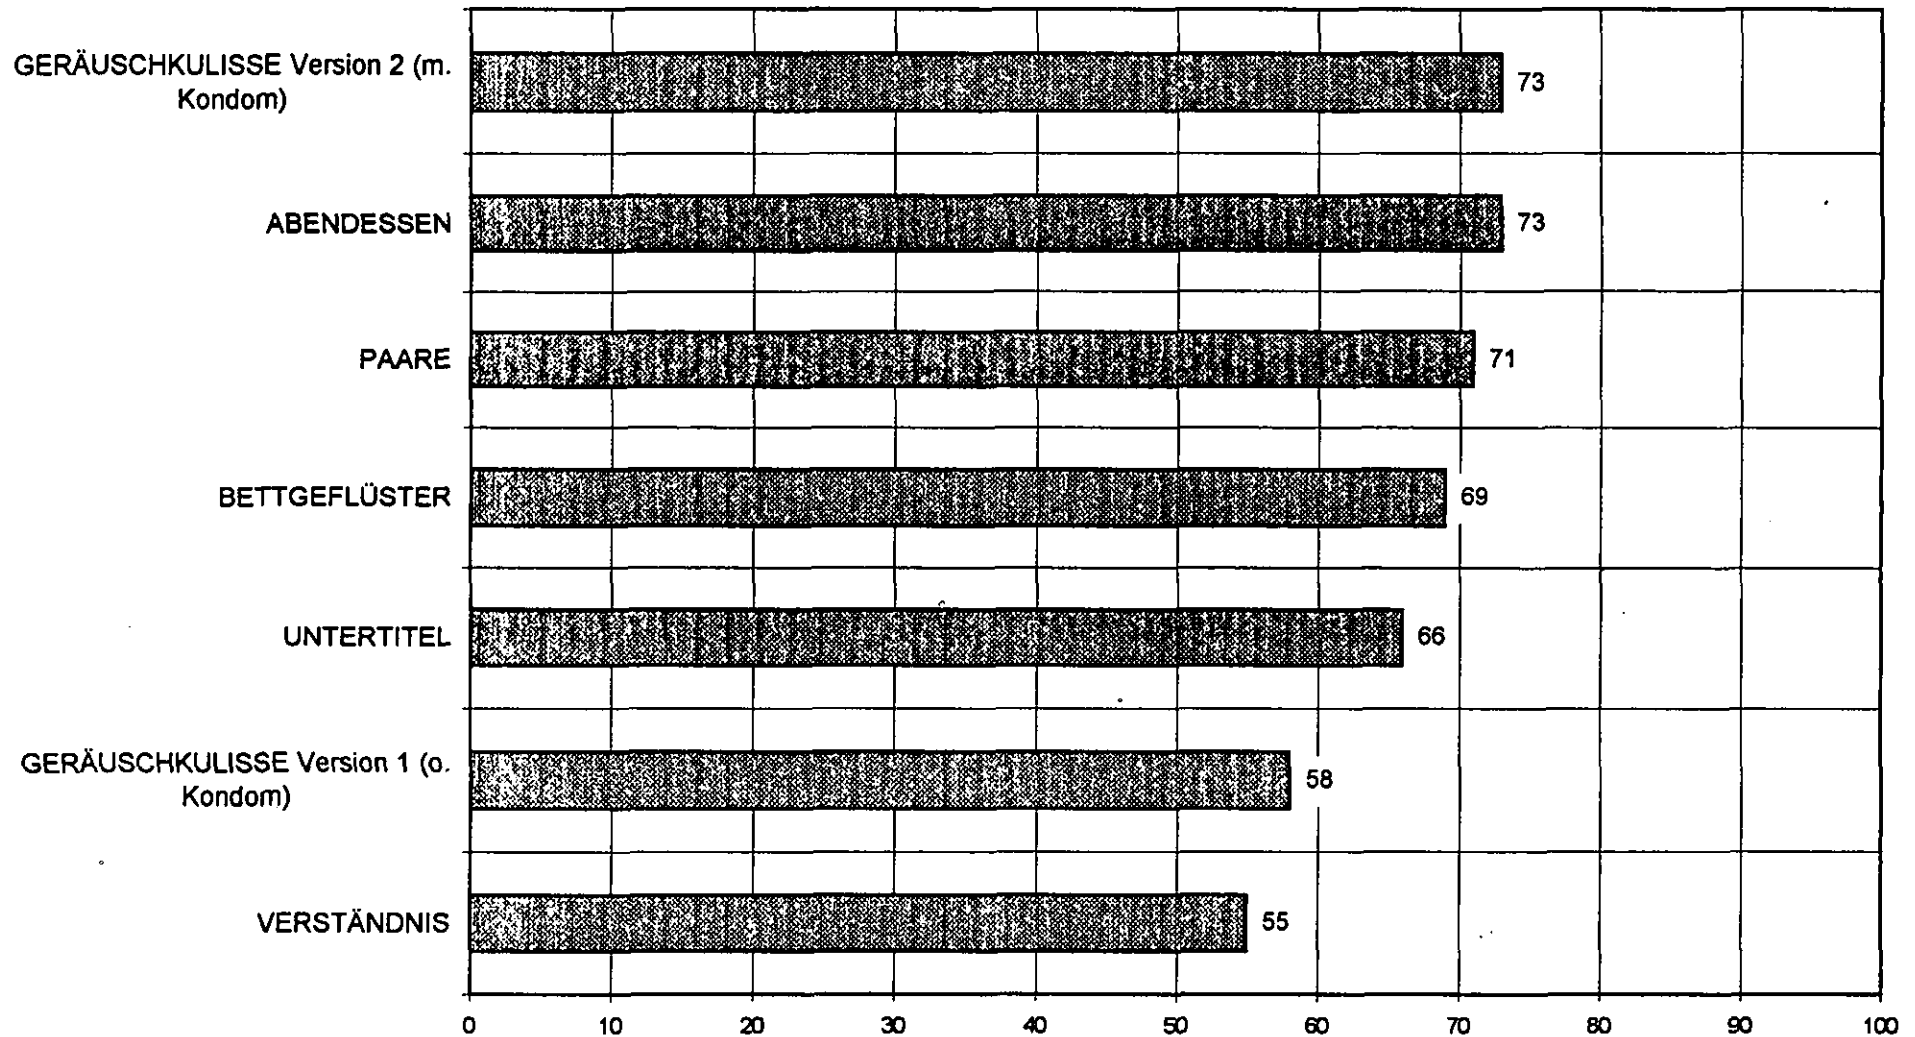 GERÄUSCHKULISSE Version 2 (m.
Kondom)
73
ABENDESSEN
73
PAARE
71
BETTGEFLÜSTER
69
UNTERTITEL
66
GERÄUSCHKULISSE Version 1 (o.
Kondom)
58
VERSTÄNDNIS
55
0 10 20 30 40 50 60 70 80 90 100